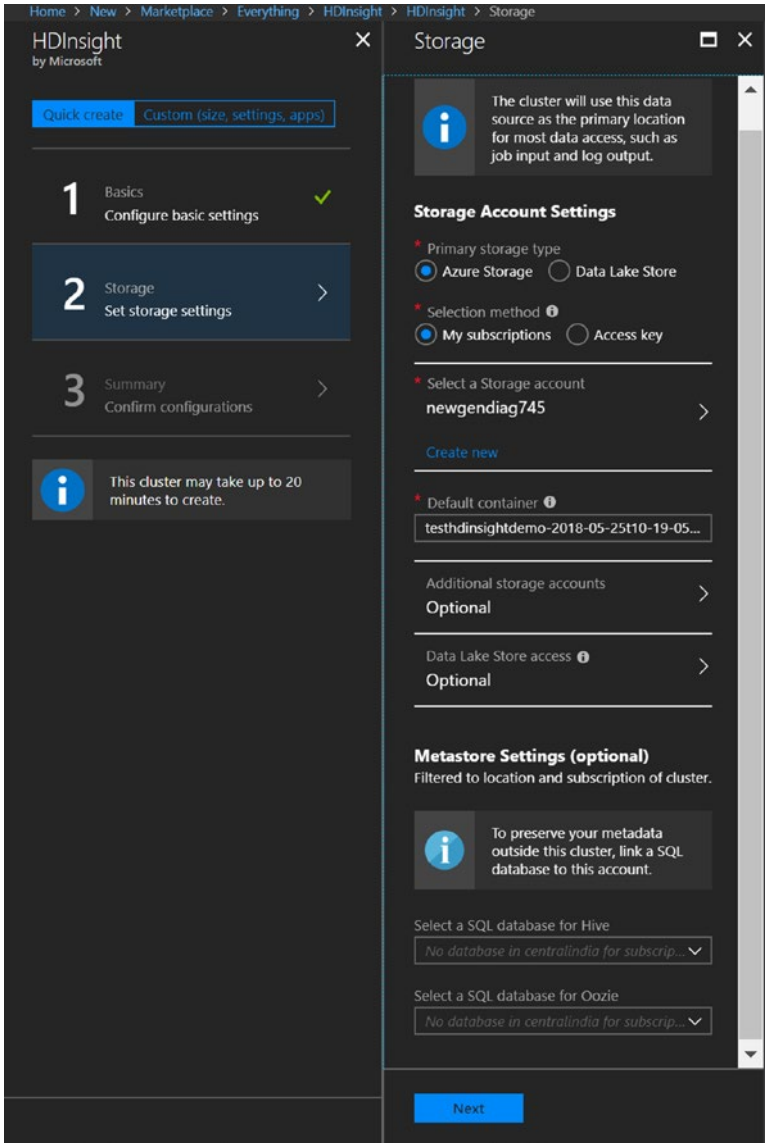 Home > New > Marketplace > Everything > HDInsight > HDInsight > Storage
HDInsight
by Microsoft
Quick create
Custom (size, settings, apps)
1
Basics
Configure basic settings
2
Storage
Set storage settings
3
Summary
Confirm configurations
This cluster may take up to 20
minutes to create.
Storage
The cluster will use this data
source as the primary location
for most data access, such as
job input and log output.
Storage Account Settings
* Primary storage type
Azure Storage Data Lake Store
* Selection method
My subscriptions Access key
* Select a Storage account
newgendiag745
Create new
* Default container
testhdinsightdemo-2018-05-25t10-19-05...
Additional storage accounts
Optional
Data Lake Store access
Optional
Metastore Settings (optional)
Filtered to location and subscription of cluster.
To preserve your metadata
outside this cluster, link a SQL
database to this account.
Select a SQL database for Hive
No database in centralindia for subscrip...
Select a SQL database for Oozie
No database in centralindia for subscrip...
Next